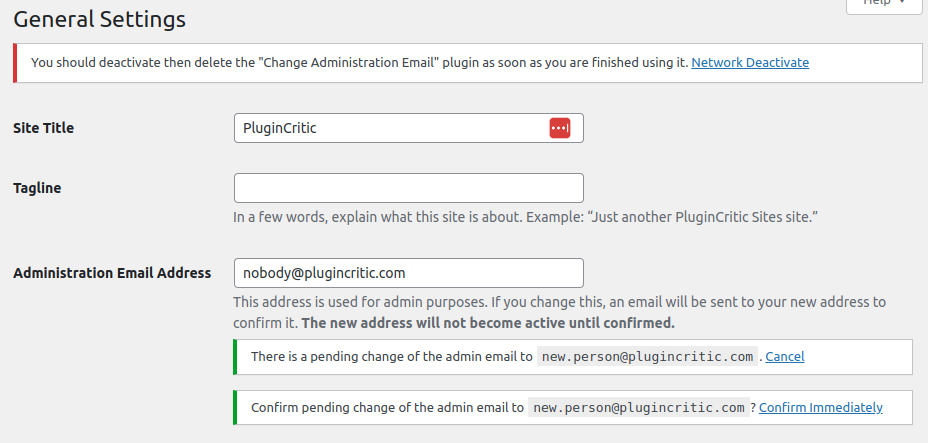 Help
General Settings
You should deactivate then delete the "Change Administration Email" plugin as soon as you are finished using it. Network Deactivate
Site Title
PluginCritic
Tagline
In a few words, explain what this site is about. Example: “Just another PluginCritic Sites site.”
Administration Email Address
nobody@plugincritic.com
This address is used for admin purposes. If you change this, an email will be sent to your new address to
confirm it. The new address will not become active until confirmed.
There is a pending change of the admin email to new.person@plugincritic.com . Cancel
Confirm pending change of the admin email to new.person@plugincritic.com ? Confirm Immediately